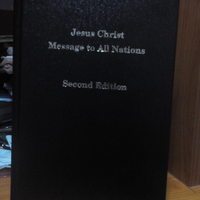 Jesus Christ
Message to All Nations
Second Edition